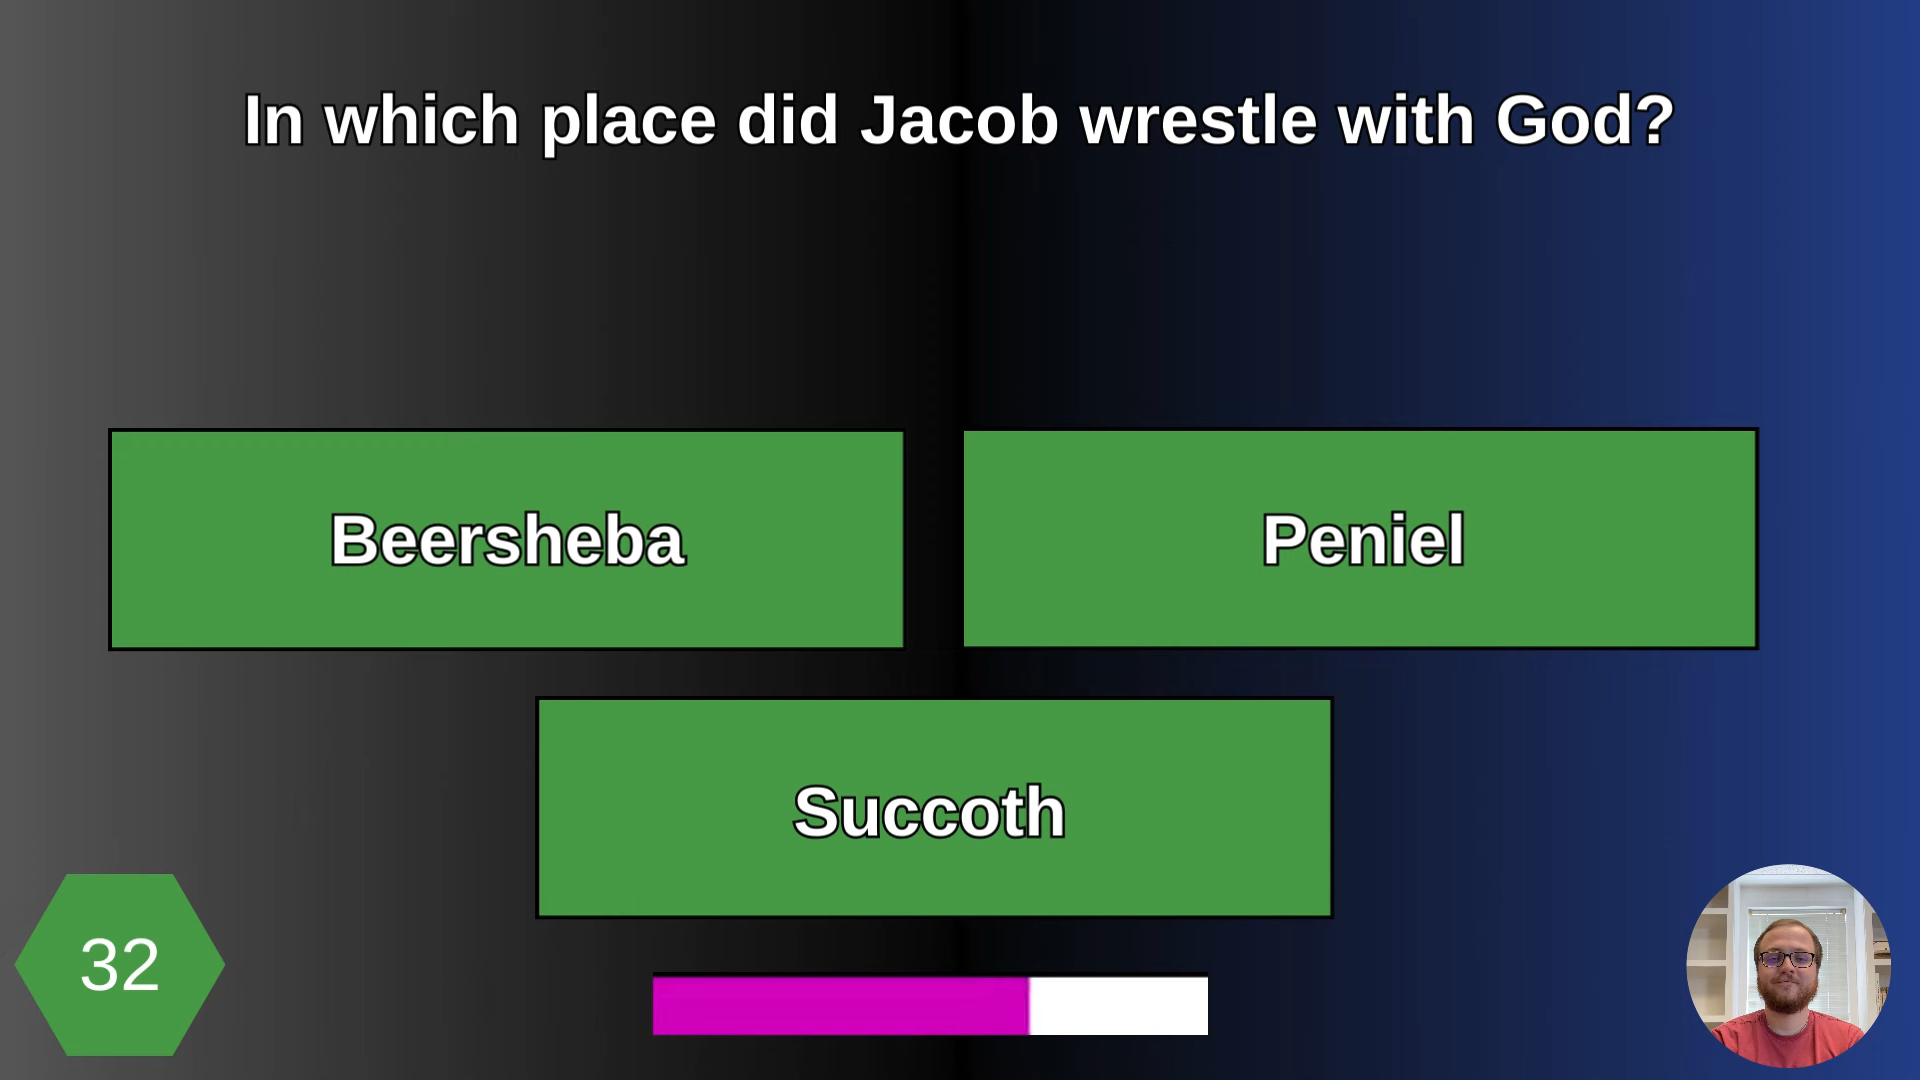 In which place did Jacob wrestle with God?
Beersheba
Peniel
Succoth
32